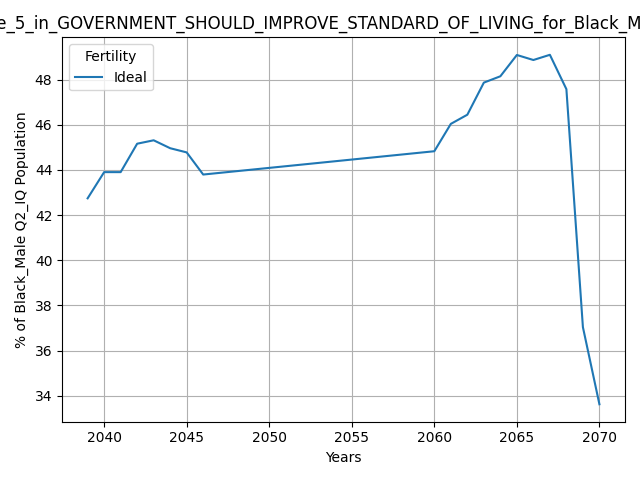 e_5_in_GOVERNMENT_SHOULD_IMPROVE_STANDARD_OF_LIVING_for_Black_M
Fertility
Ideal
48
46
44
42
40
38
36
34
% of Black_Male Q2_IQ Population
2040 2045 2050 2055 2060 2065 2070
Years